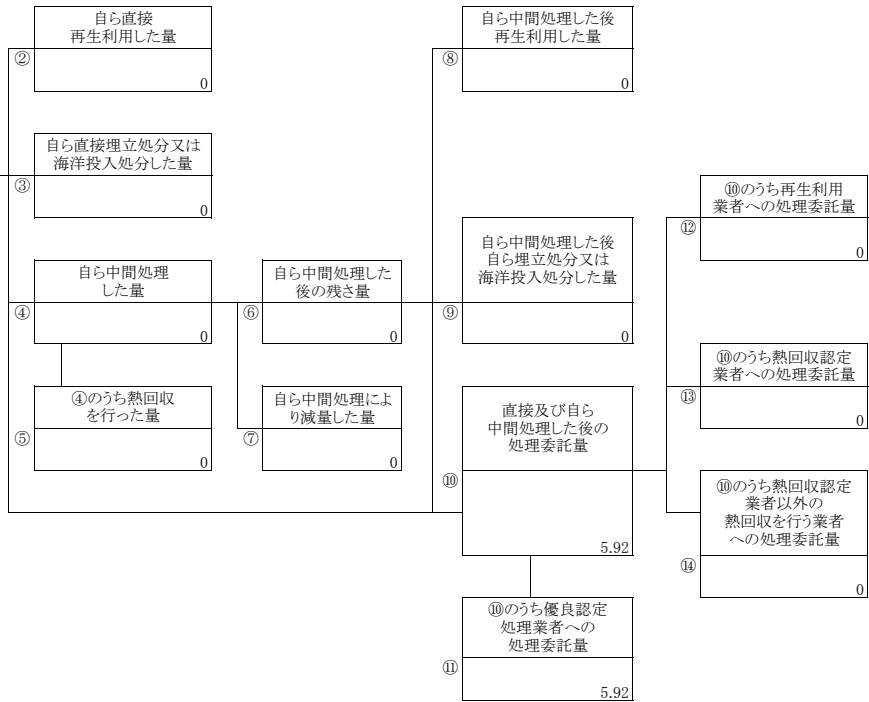 自ら直接
再生利用した量
②
0
自ら直接埋立処分又は
海洋投入処分した量
③
0
自ら中間処理
した量
④
0
④のうち熱回収
を行った量
⑤
0
自ら中間処理した
後の残さ量
⑥
0
自ら中間処理によ
り減量した量
⑦
0
自ら中間処理した後
再生利用した量
⑧
0
自ら中間処理した後
自ら埋立処分又は
海洋投入処分した量
⑨
0
直接及び自ら
中間処理した後の
処理委託量
⑩
5.92
⑩のうち優良認定
処理業者への
処理委託量
⑪
5.92
⑩のうち再生利用
業者への処理委託量
⑫
0
⑩のうち熱回収認定
業者への処理委託量
⑬
0
⑩のうち熱回収認定
業者以外の
熱回収を行う業者
への処理委託量
⑭
0